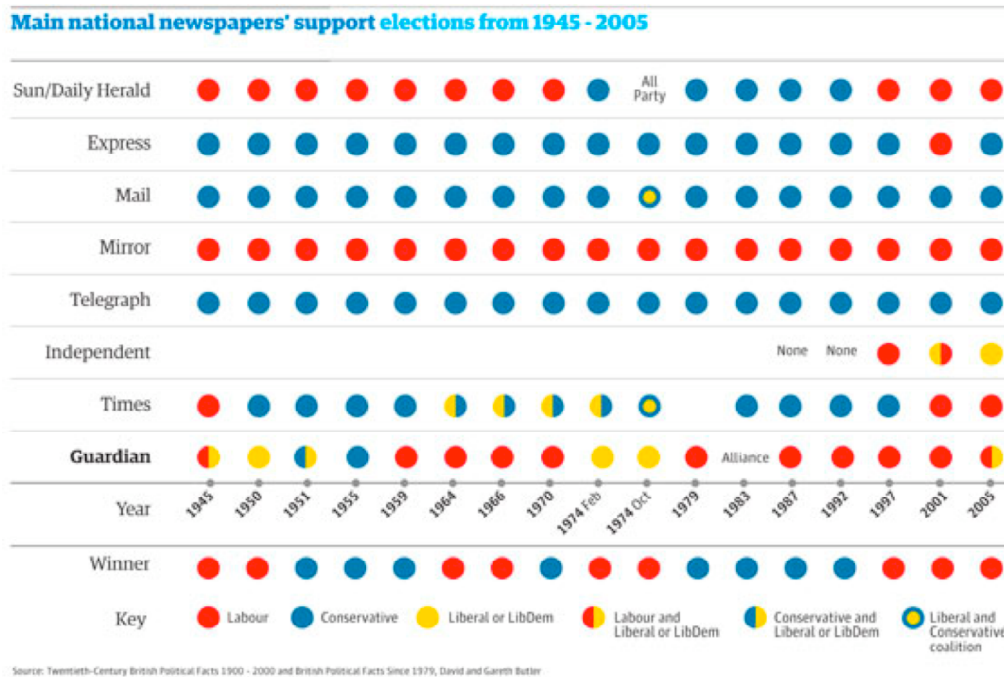 Main national newspapers' support elections from 1945 - 2005
Sun/Daily Herald
All
Party
Express
Mail
Mirror
Telegraph
Independent
None None
Times
Guardian
Alliance
Year
1945 1950 1951 1955 1959 1964 1966 1970 1974 Feb 1974 Oct 1979 1983 1987 1992 1997 2001 2005
Winner
Key
Labour
Conservative
Liberal or LibDem
Labour and
Liberal or LibDem
Conservative and
Liberal or LibDem
Liberal and
Conservative
coalition
Source: Twentieth-Century British Political Facts 1900 - 2000 and British Political Facts Since 1979, David and Gareth Butler